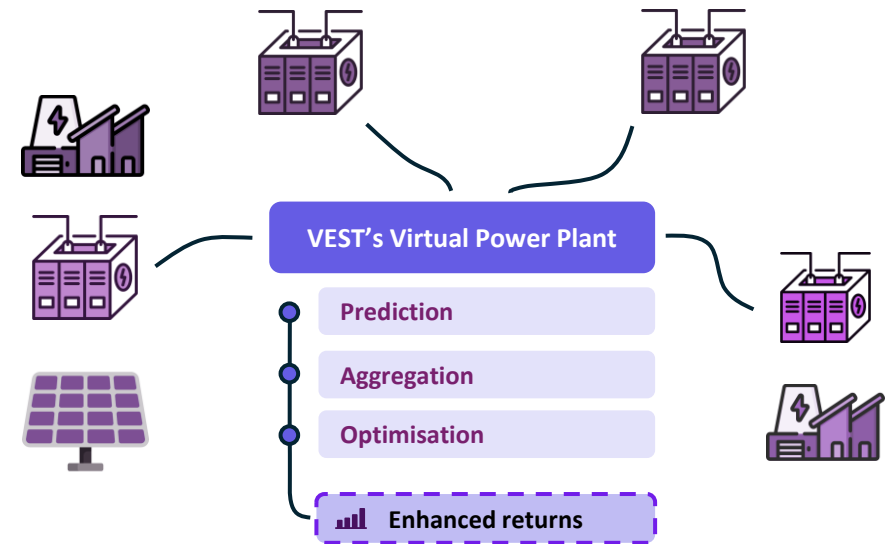 VEST’s Virtual Power Plant
Prediction
Aggregation
Optimisation
Enhanced returns